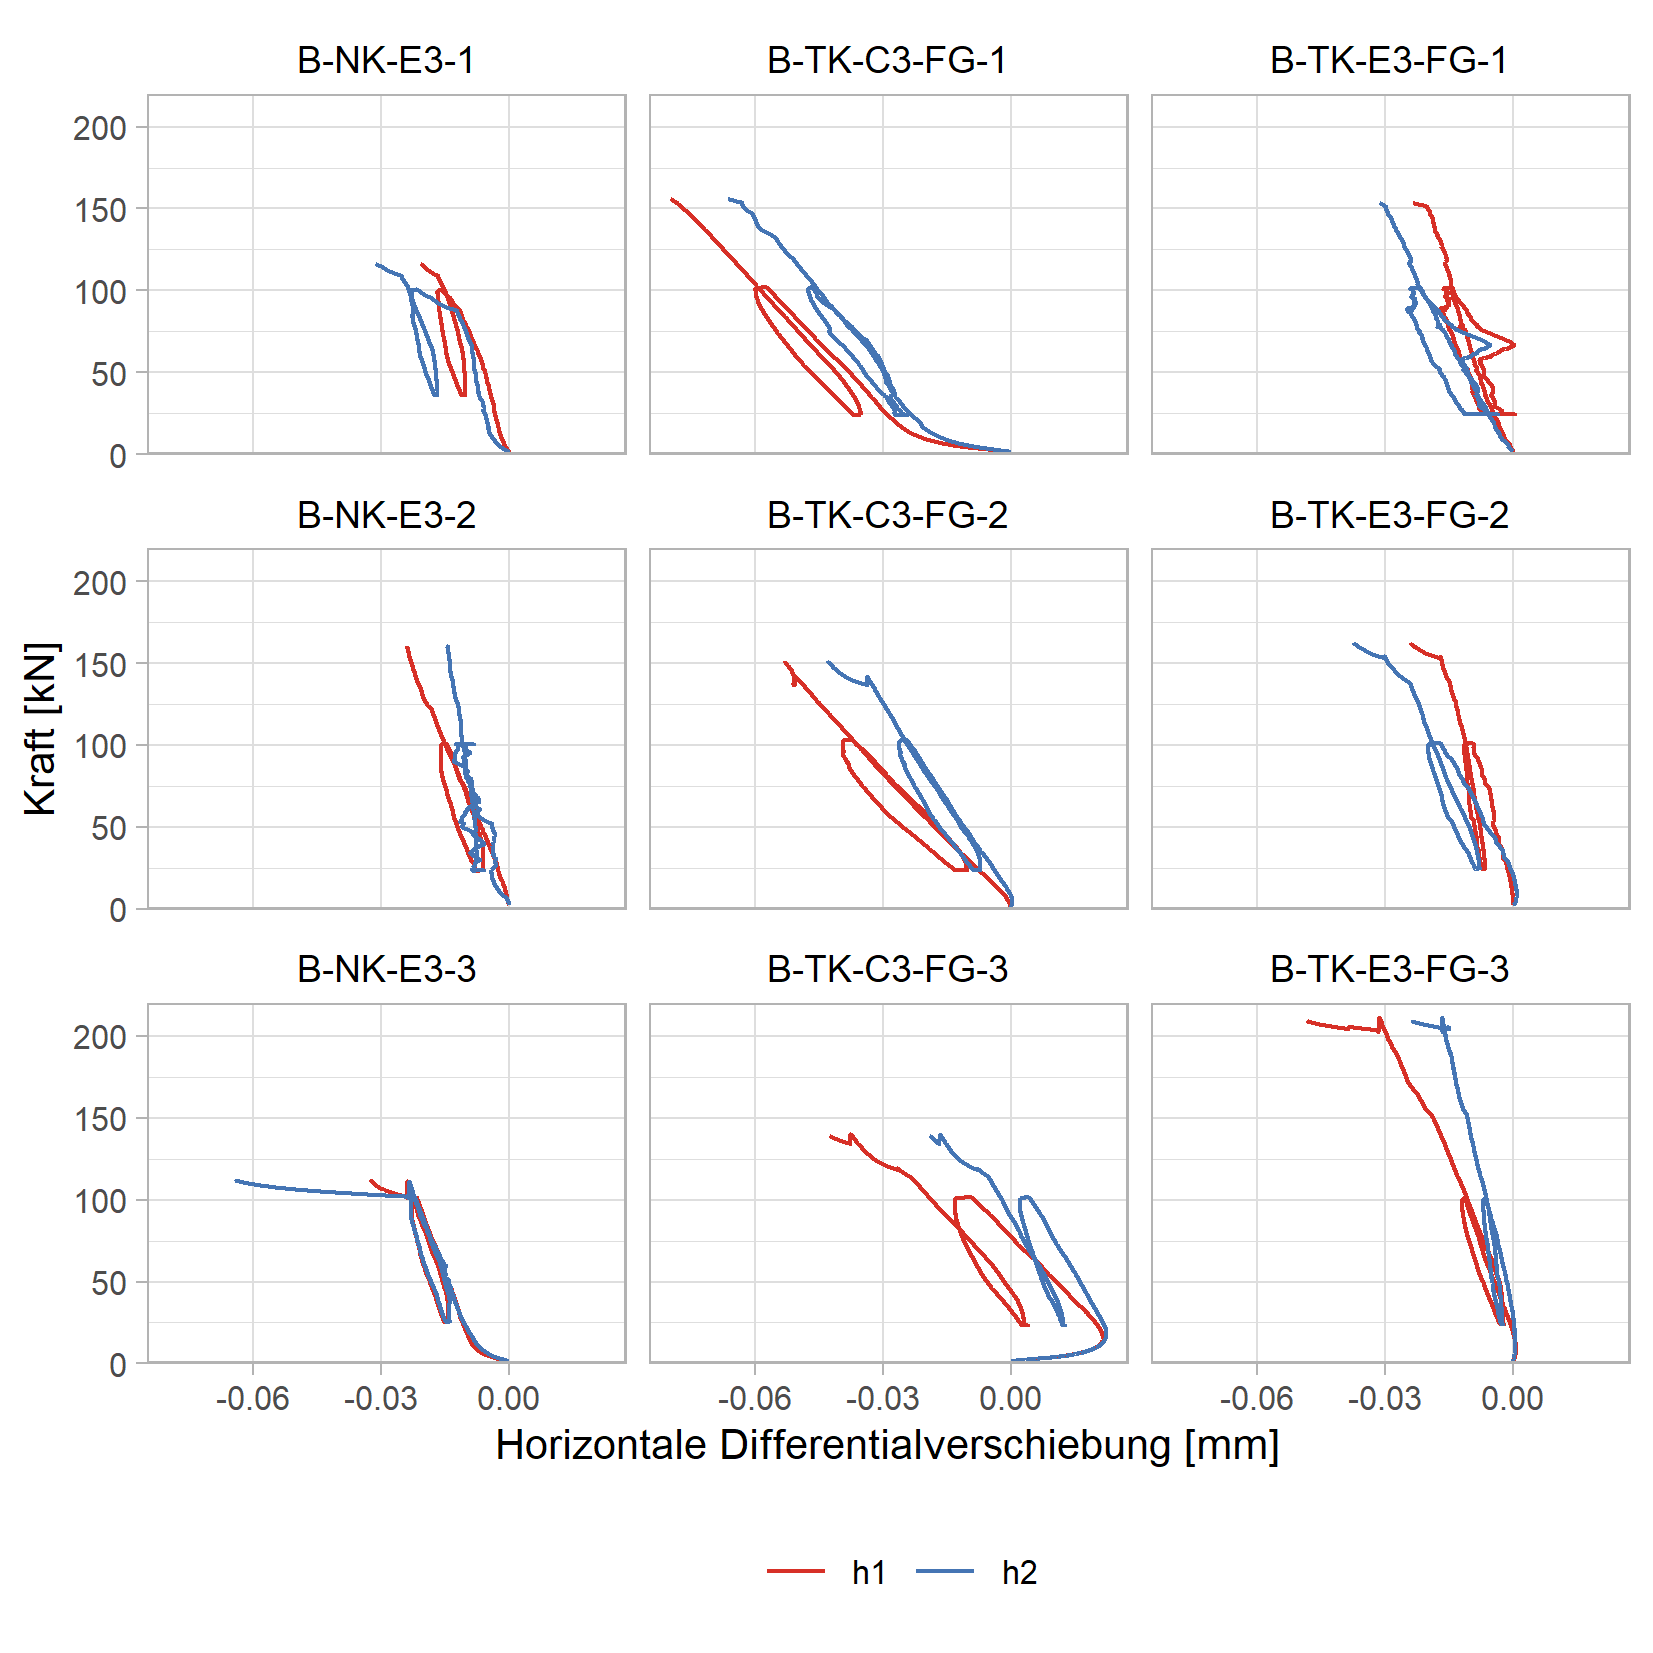 B-NK-E3-1 B-TK-C3-FG-1 B-TK-E3-FG-1
200
150
100
50
0
B-NK-E3-2 B-TK-C3-FG-2 B-TK-E3-FG-2
200
150
100
50
0
Kraft [kN]
B-NK-E3-3 B-TK-C3-FG-3 B-TK-E3-FG-3
200
150
100
50
0
-0.06 -0.03 0.00 -0.06 -0.03 0.00 -0.06 -0.03 0.00
Horizontale Differentialverschiebung [mm]
h1 h2